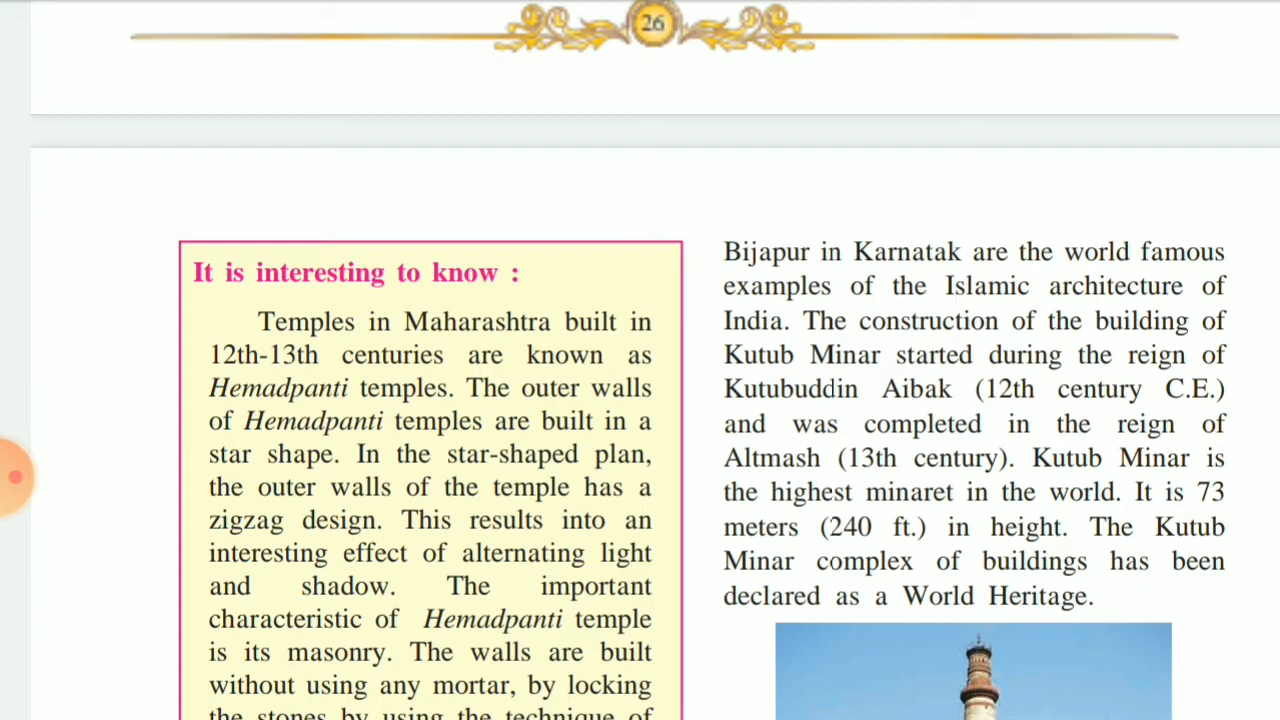 26
It is interesting to know :
Temples in Maharashtra built in
12th-13th centuries are known as
Hemadpanti temples. The outer walls
of Hemadpanti temples are built in a
star shape. In the star-shaped plan,
the outer walls of the temple has a
zigzag design. This results into an
interesting effect of alternating light
and shadow. The important
characteristic of Hemadpanti temple
is its masonry. The walls are built
without using any mortar, by locking
the stones by using the technique of
Bijapur in Karnatak are the world famous
examples of the Islamic architecture of
India. The construction of the building of
Kutub Minar started during the reign of
Kutubuddin Aibak (12th century C.E.)
and was completed in the reign of
Altmash (13th century). Kutub Minar is
the highest minaret in the world. It is 73
meters (240 ft.) in height. The Kutub
Minar complex of buildings has been
declared as a World Heritage.